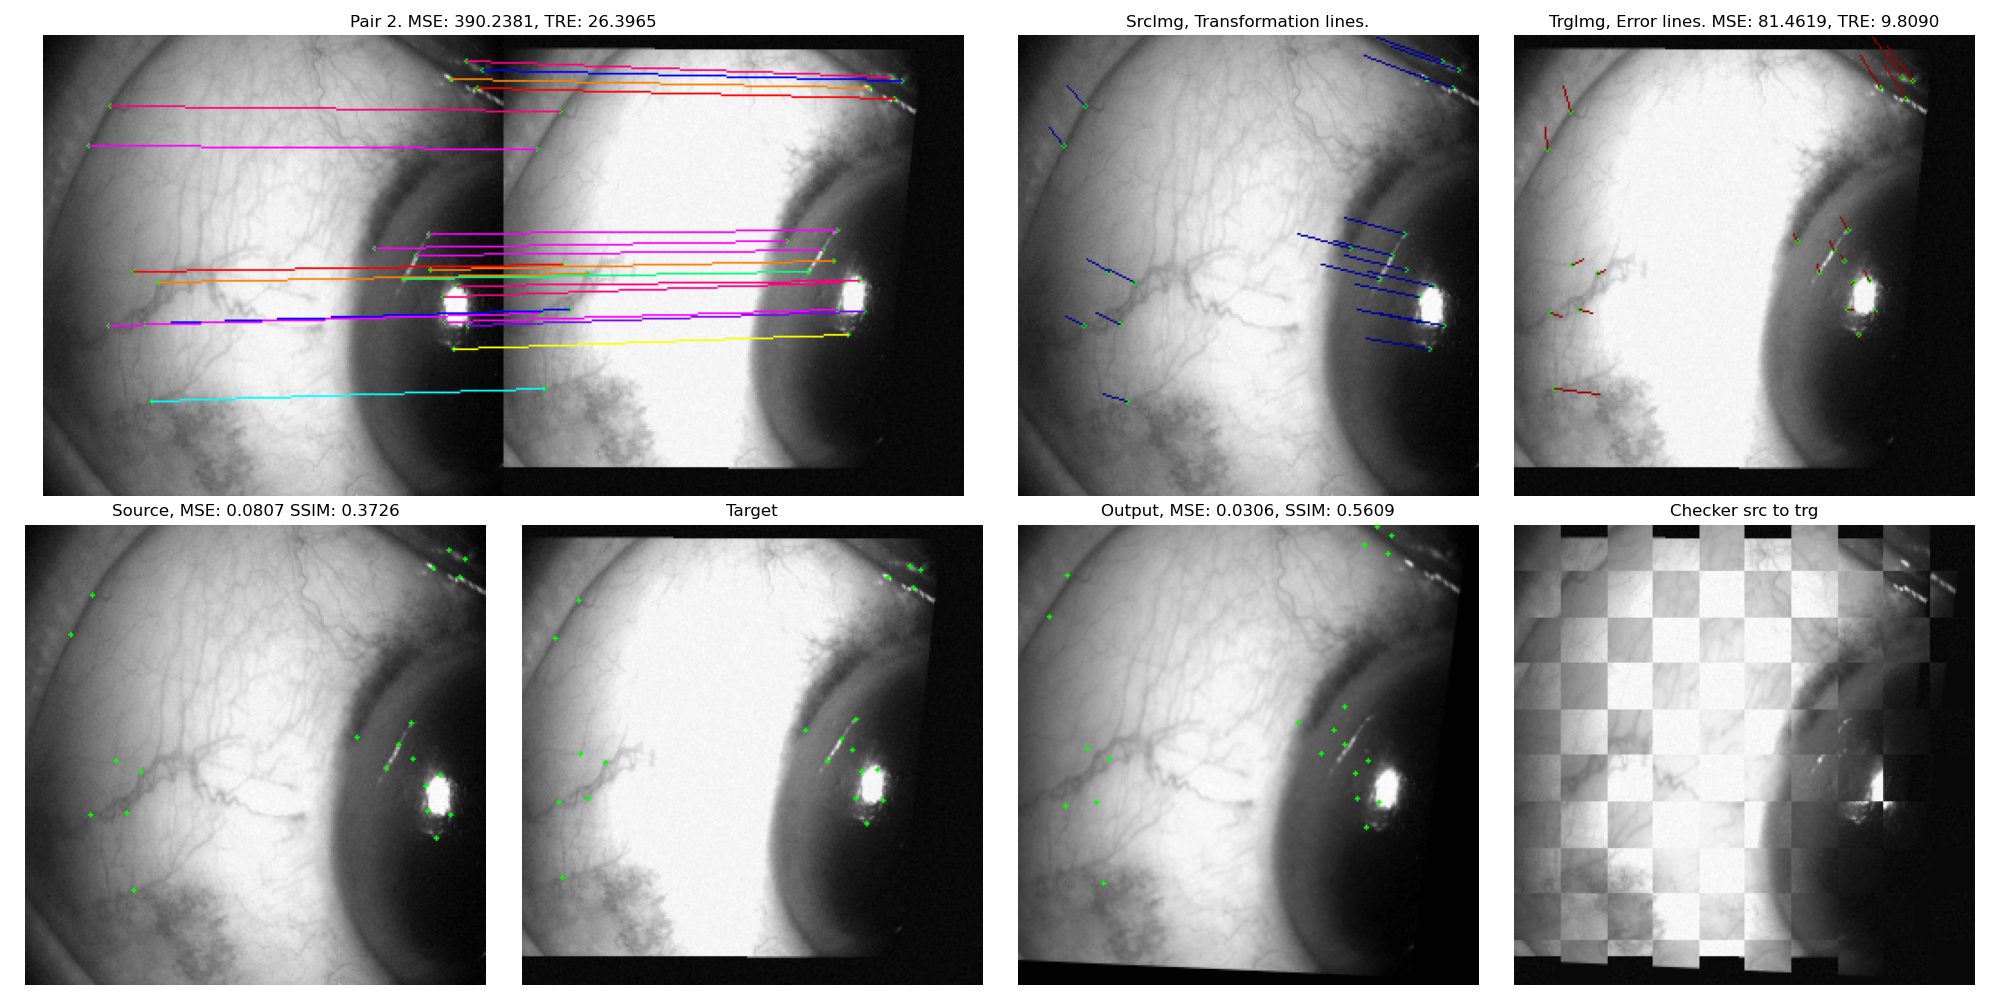 Pair 2. MSE: 390.2381, TRE: 26.3965
SrcImg, Transformation lines.
TrgImg, Error lines. MSE: 81.4619, TRE: 9.8090
Source, MSE: 0.0807 SSIM: 0.3726
Target
Output, MSE: 0.0306, SSIM: 0.5609
Checker src to trg